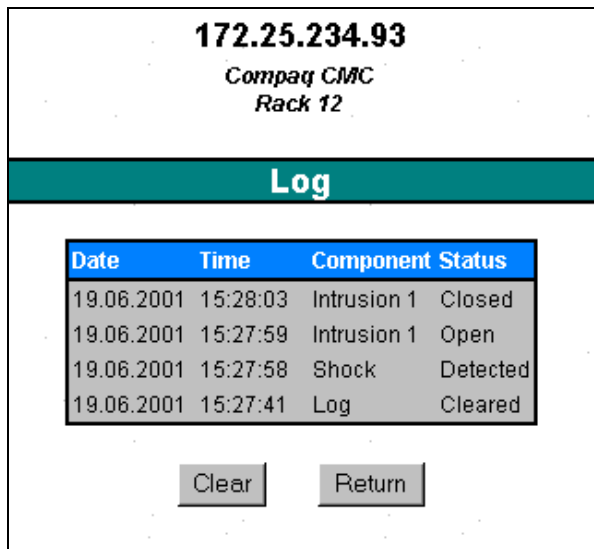 172.25.234.93
Compaq CMC
Rack 12
Log
Date Time Component Status
19.06.2001 15:28:03 Intrusion 1 Closed
19.06.2001 15:27:59 Intrusion 1 Open
19.06.2001 15:27:58 Shock Detected
19.06.2001 15:27:41 Log Cleared
Clear Return